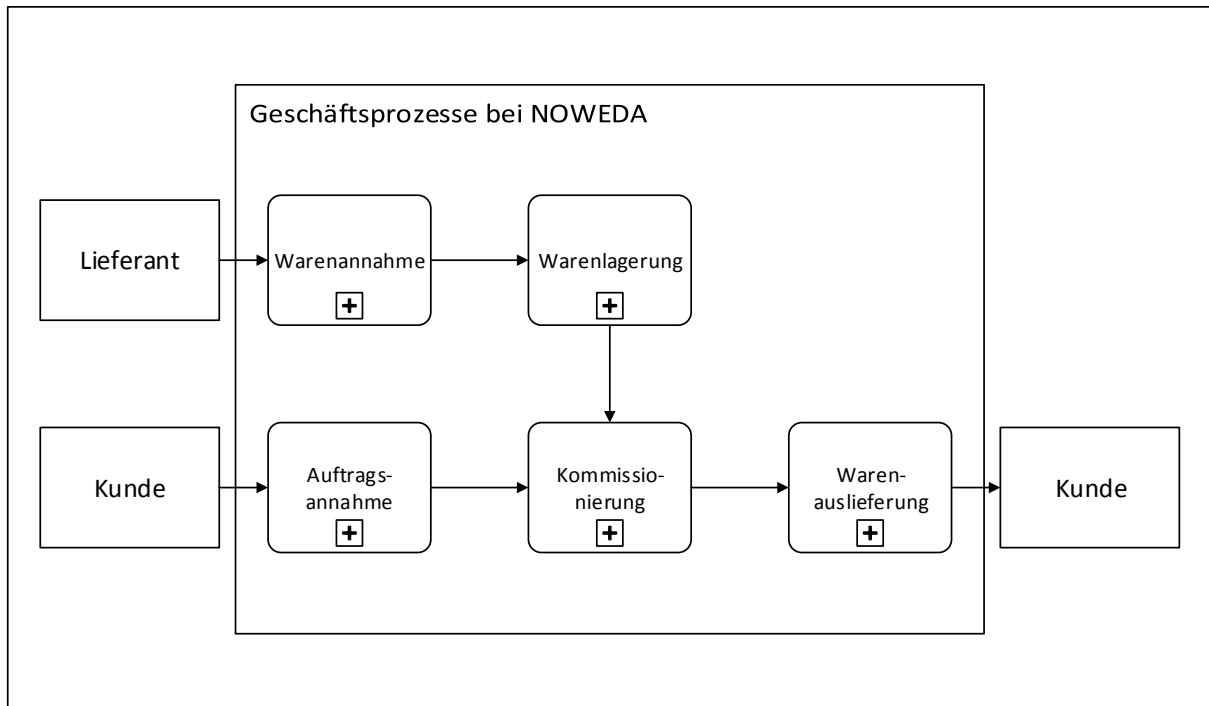 Geschäftsprozesse bei NOWEDA
Lieferant
Warenannahme
Warenlagerung
Kunde
Auftrags-
annahme
Kommissio-
nierung
Waren-
auslieferung
Kunde